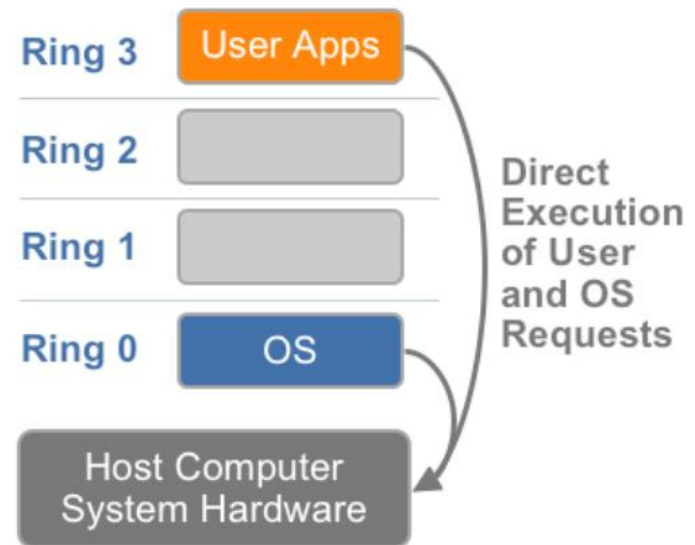 Ring 3
User Apps
Ring 2
Ring 1
Ring 0
OS
Direct
Execution
of User
and OS
Requests
Host Computer
System Hardware